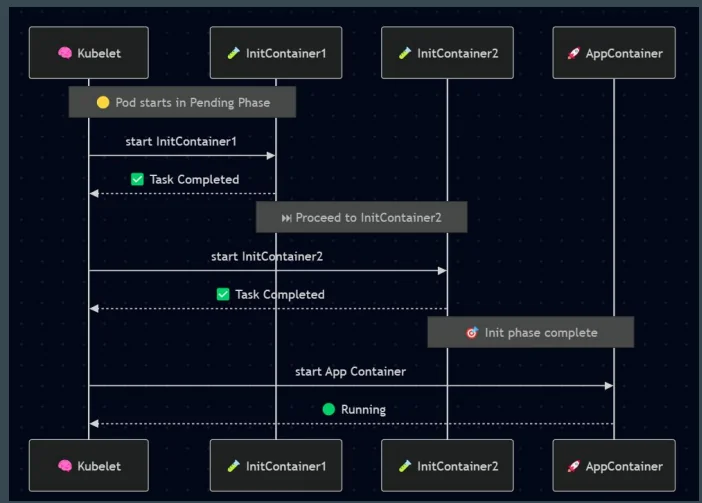 🧠 Kubelet
🧪 InitContainer1
🧪 InitContainer2
🚀 AppContainer
🟡 Pod starts in Pending Phase
start InitContainer1
✅ Task Completed
⏭ Proceed to InitContainer2
start InitContainer2
✅ Task Completed
🎯 Init phase complete
start App Container
🟢 Running
🧠 Kubelet
🧪 InitContainer1
🧪 InitContainer2
🚀 AppContainer